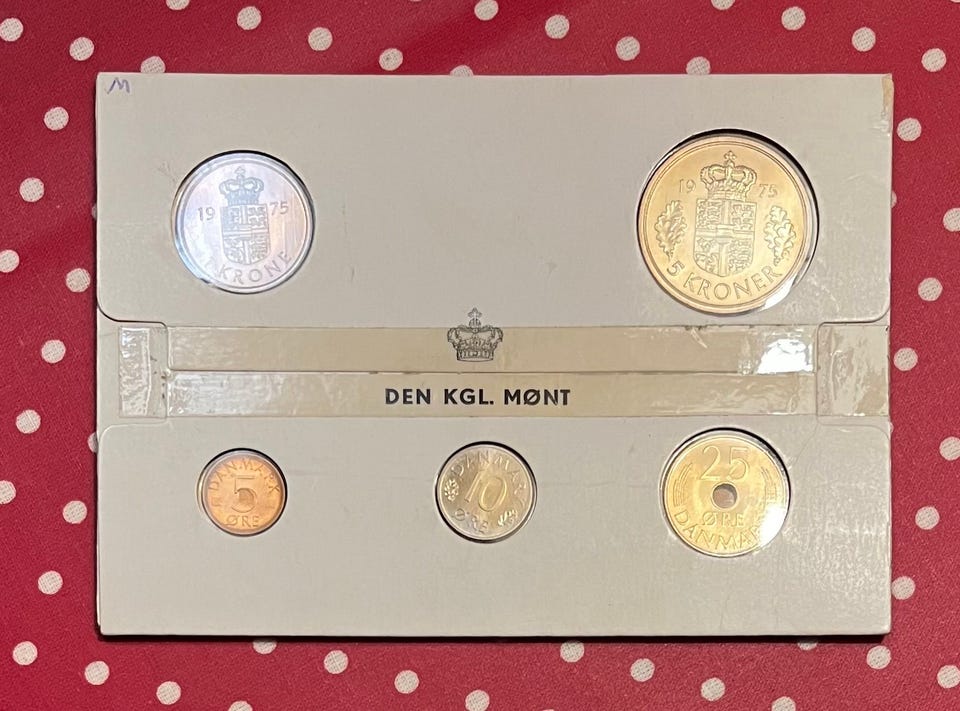 M
19 75
1 KRONE
19 75
5 KRONER
DEN KGL. MØNT
DANMARK
5
ØRE
DANMARK
10
ØRE
25
ØRE
DANMARK